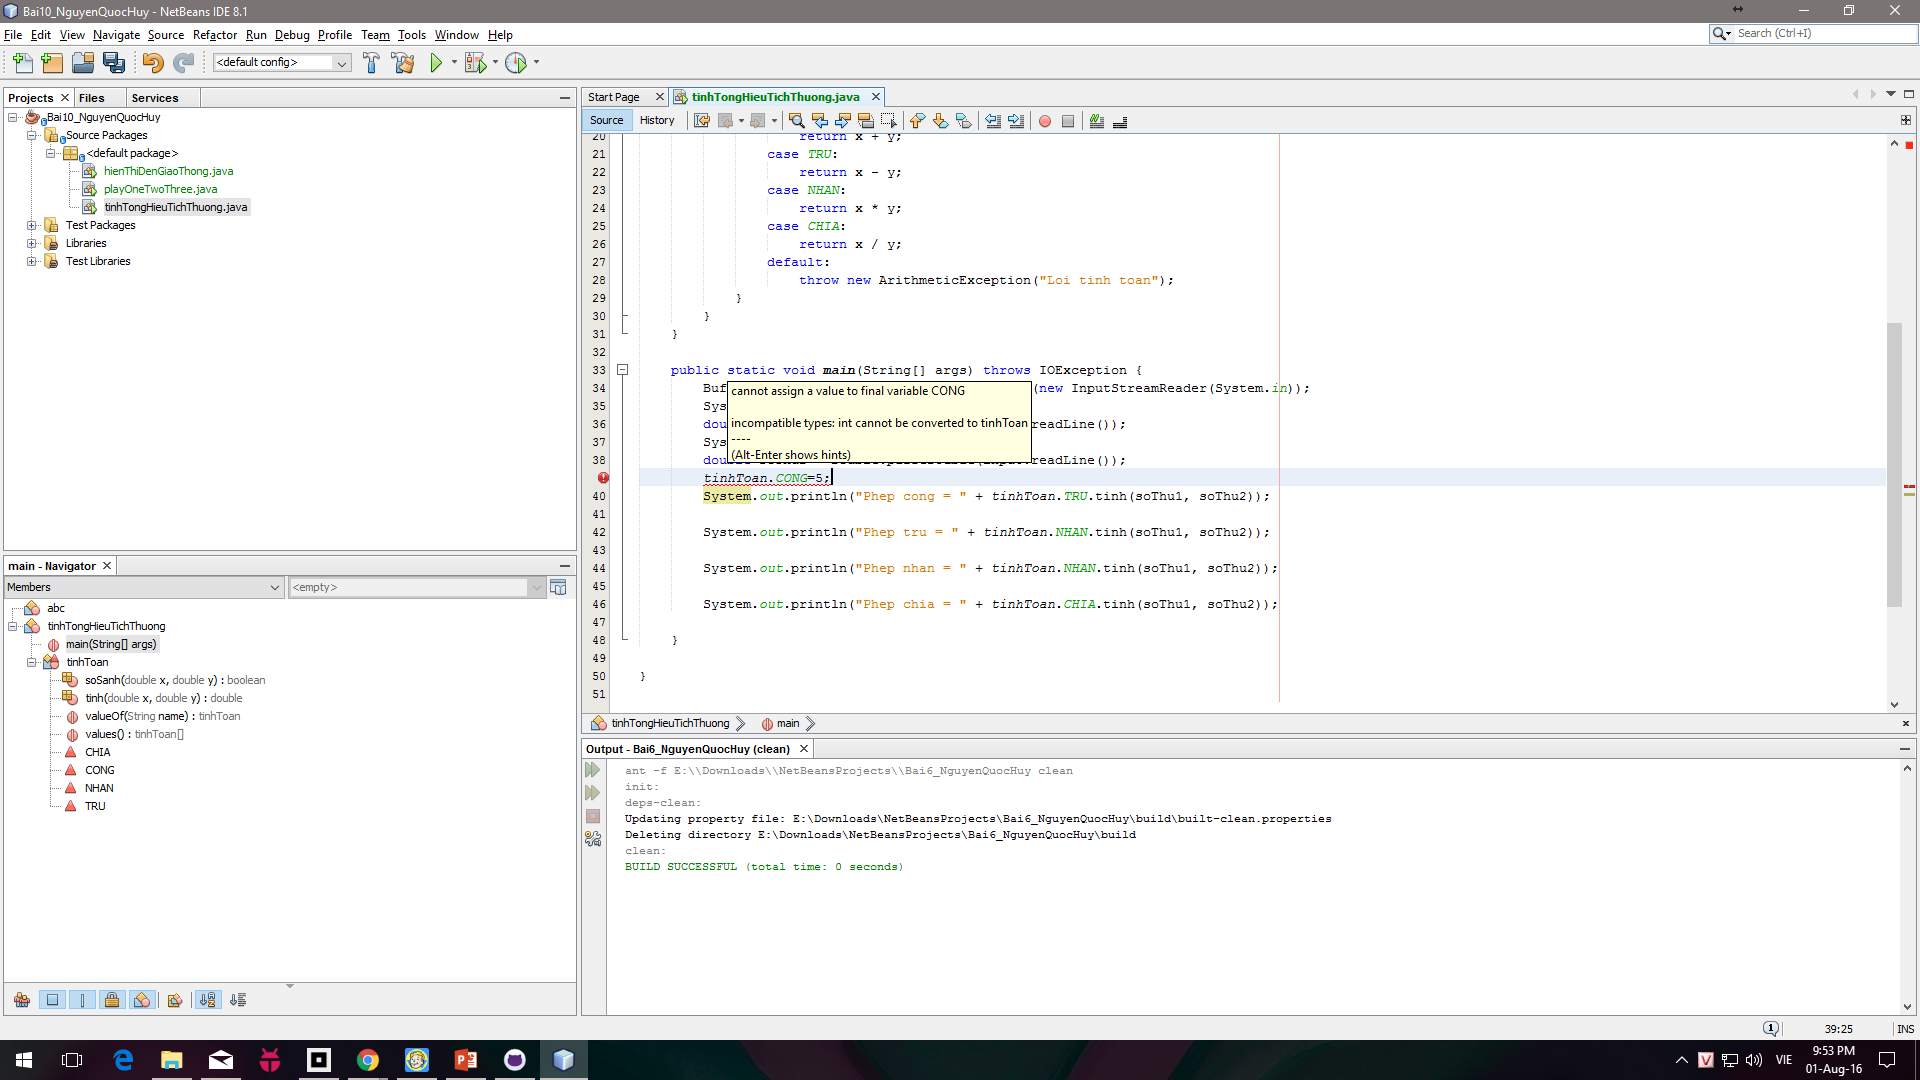 Bai10_NguyenQuocHuy - NetBeans IDE 8.1
File Edit View Navigate Source Refactor Run Debug Profile Team Tools Window Help
Search (Ctrl+I)
<default config>
Projects Files Services
Bai10_NguyenQuocHuy
Source Packages
<default package>
hienThiDenGiaoThong.java
playOneTwoThree.java
tinhTongHieuTichThuong.java
Test Packages
Libraries
Test Libraries
main - Navigator
Members
<empty>
abc
tinhTongHieuTichThuong
main(String[] args)
tinhToan
soSanh(double x, double y) : boolean
tinh(double x, double y) : double
valueOf(String name) : tinhToan
values() : tinhToan[]
CHIA
CONG
NHAN
TRU
Start Page tinhTongHieuTichThuong.java
Source History
20 return x + y;
21 case TRU:
22 return x - y;
23 case NHAN:
24 return x * y;
25 case CHIA:
26 return x / y;
27 default:
28 throw new ArithmeticException("Loi tinh toan");
29 }
30 }
31 }
32
33 public static void main(String[] args) throws IOException {
34 Buf (new InputStreamReader(System.in));
35 Sys
36 dou readLine());
37 Sys
38 dou readLine());
cannot assign a value to final variable CONG
incompatible types: int cannot be converted to tinhToan
----
(Alt-Enter shows hints)
tinhToan.CONG=5;
40 System.out.println("Phep cong = " + tinhToan.TRU.tinh(soThu1, soThu2));
41
42 System.out.println("Phep tru = " + tinhToan.NHAN.tinh(soThu1, soThu2));
43
44 System.out.println("Phep nhan = " + tinhToan.NHAN.tinh(soThu1, soThu2));
45
46 System.out.println("Phep chia = " + tinhToan.CHIA.tinh(soThu1, soThu2));
47
48 }
49
50 }
51
tinhTongHieuTichThuong main
Output - Bai6_NguyenQuocHuy (clean)
ant -f E:\\Downloads\\NetBeansProjects\\Bai6_NguyenQuocHuy clean
init:
deps-clean:
Updating property file: E:\Downloads\NetBeansProjects\Bai6_NguyenQuocHuy\build\built-clean.properties
Deleting directory E:\Downloads\NetBeansProjects\Bai6_NguyenQuocHuy\build
clean:
BUILD SUCCESSFUL (total time: 0 seconds)
1 39:25 INS
VIE
9:53 PM
01-Aug-16